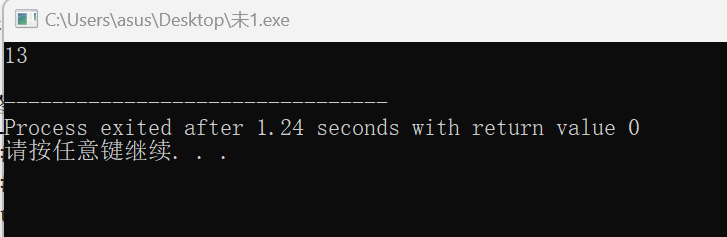 C:\Users\asus\Desktop\未1.exe
13
--------------------------------
Process exited after 1.24 seconds with return value 0
请按任意键继续. . .